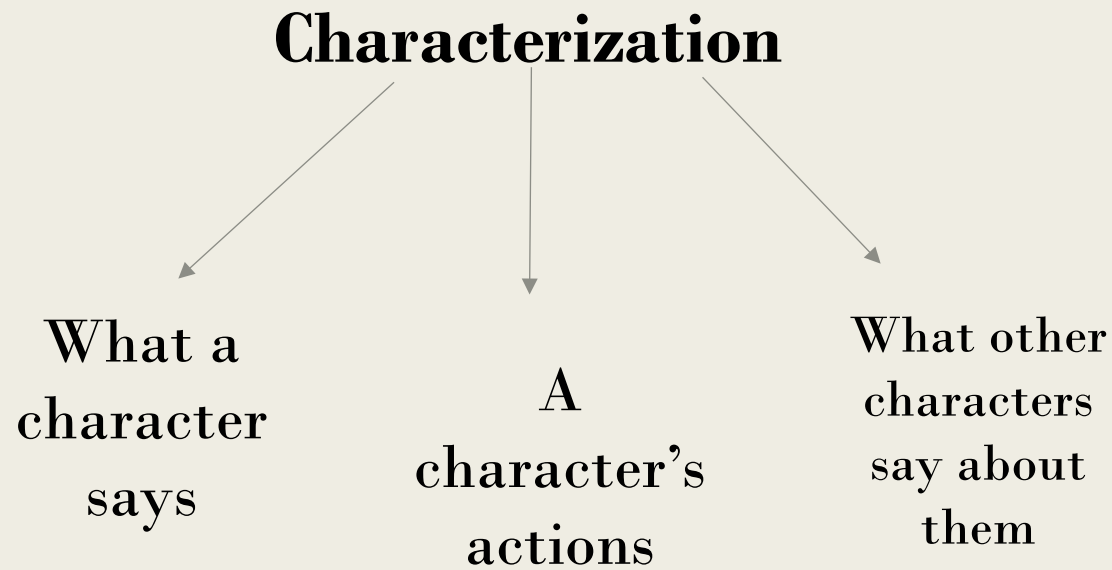 Characterization
What a
character
says
A
character’s
actions
What other
characters
say about
them